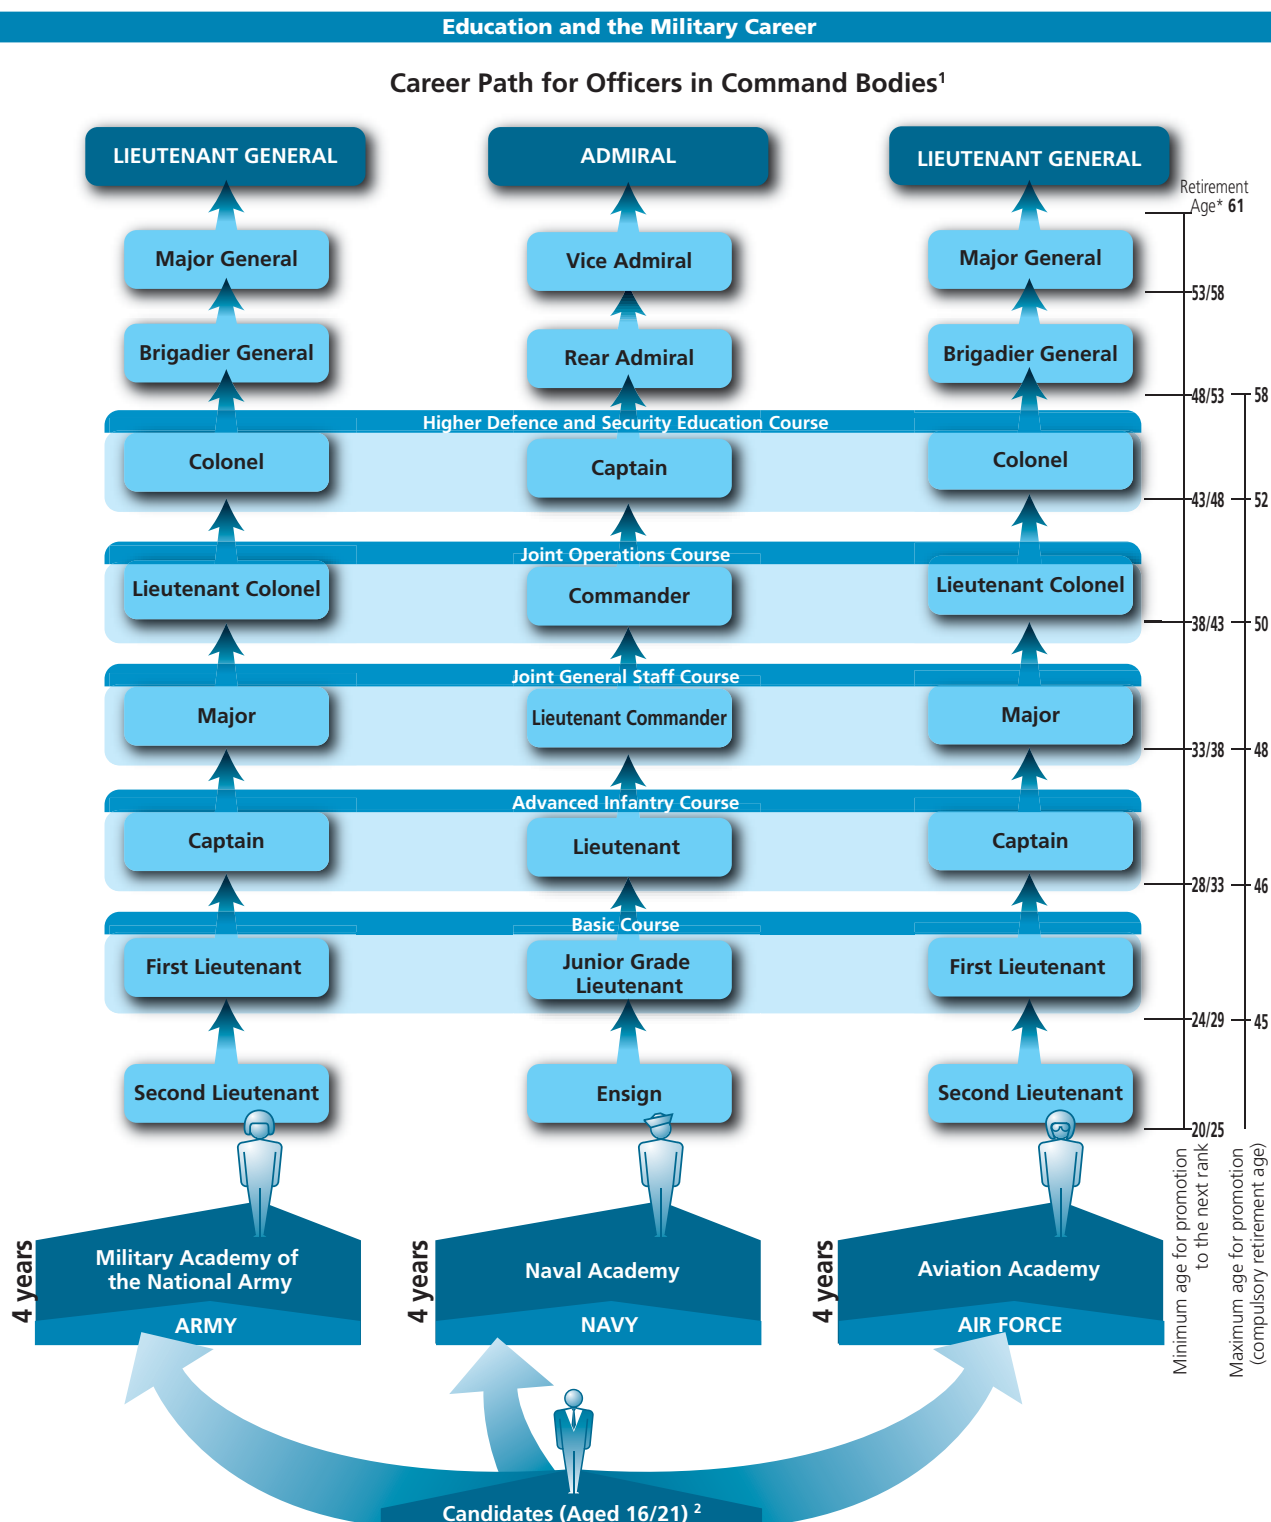 Education and the Military Career
Career Path for Officers in Command Bodies¹
LIEUTENANT GENERAL
ADMIRAL
LIEUTENANT GENERAL
Retirement
Age* 61
Major General
Vice Admiral
Major General
53/58
Brigadier General
Rear Admiral
Brigadier General
48/53
58
Higher Defence and Security Education Course
Colonel
Captain
Colonel
43/48
52
Joint Operations Course
Lieutenant Colonel
Commander
Lieutenant Colonel
38/43
50
Joint General Staff Course
Major
Lieutenant Commander
Major
33/38
48
Advanced Infantry Course
Captain
Lieutenant
Captain
28/33
46
Basic Course
First Lieutenant
Junior Grade
Lieutenant
First Lieutenant
24/29
45
Second Lieutenant
Ensign
Second Lieutenant
20/25
Minimum age for promotion
to the next rank
Maximum age for promotion
(compulsory retirement age)
4 years
Military Academy of
the National Army
ARMY
4 years
Naval Academy
NAVY
4 years
Aviation Academy
AIR FORCE
Candidates (Aged 16/21) ²